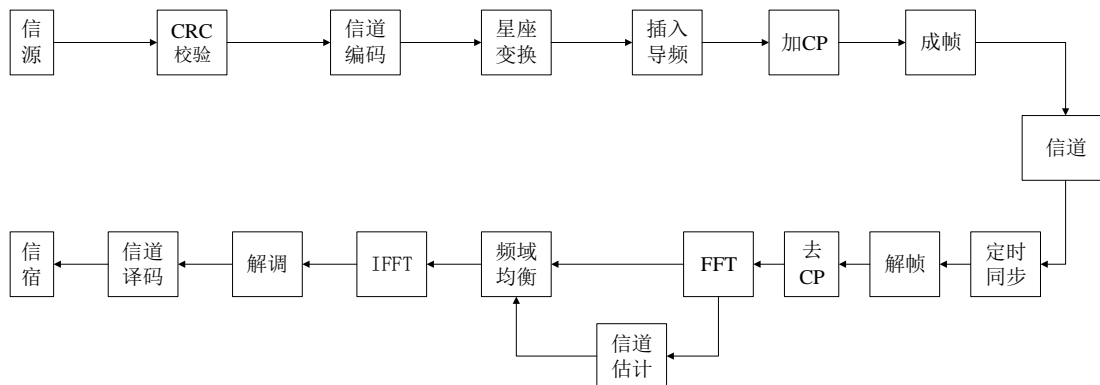 信
源
CRC
校验
信道
编码
星座
变换
插入
导频
加CP
成帧
信道
信
宿
信道
译码
解调
IFFT
频域
均衡
FFT
去
CP
解帧
定时
同步
信道
估计